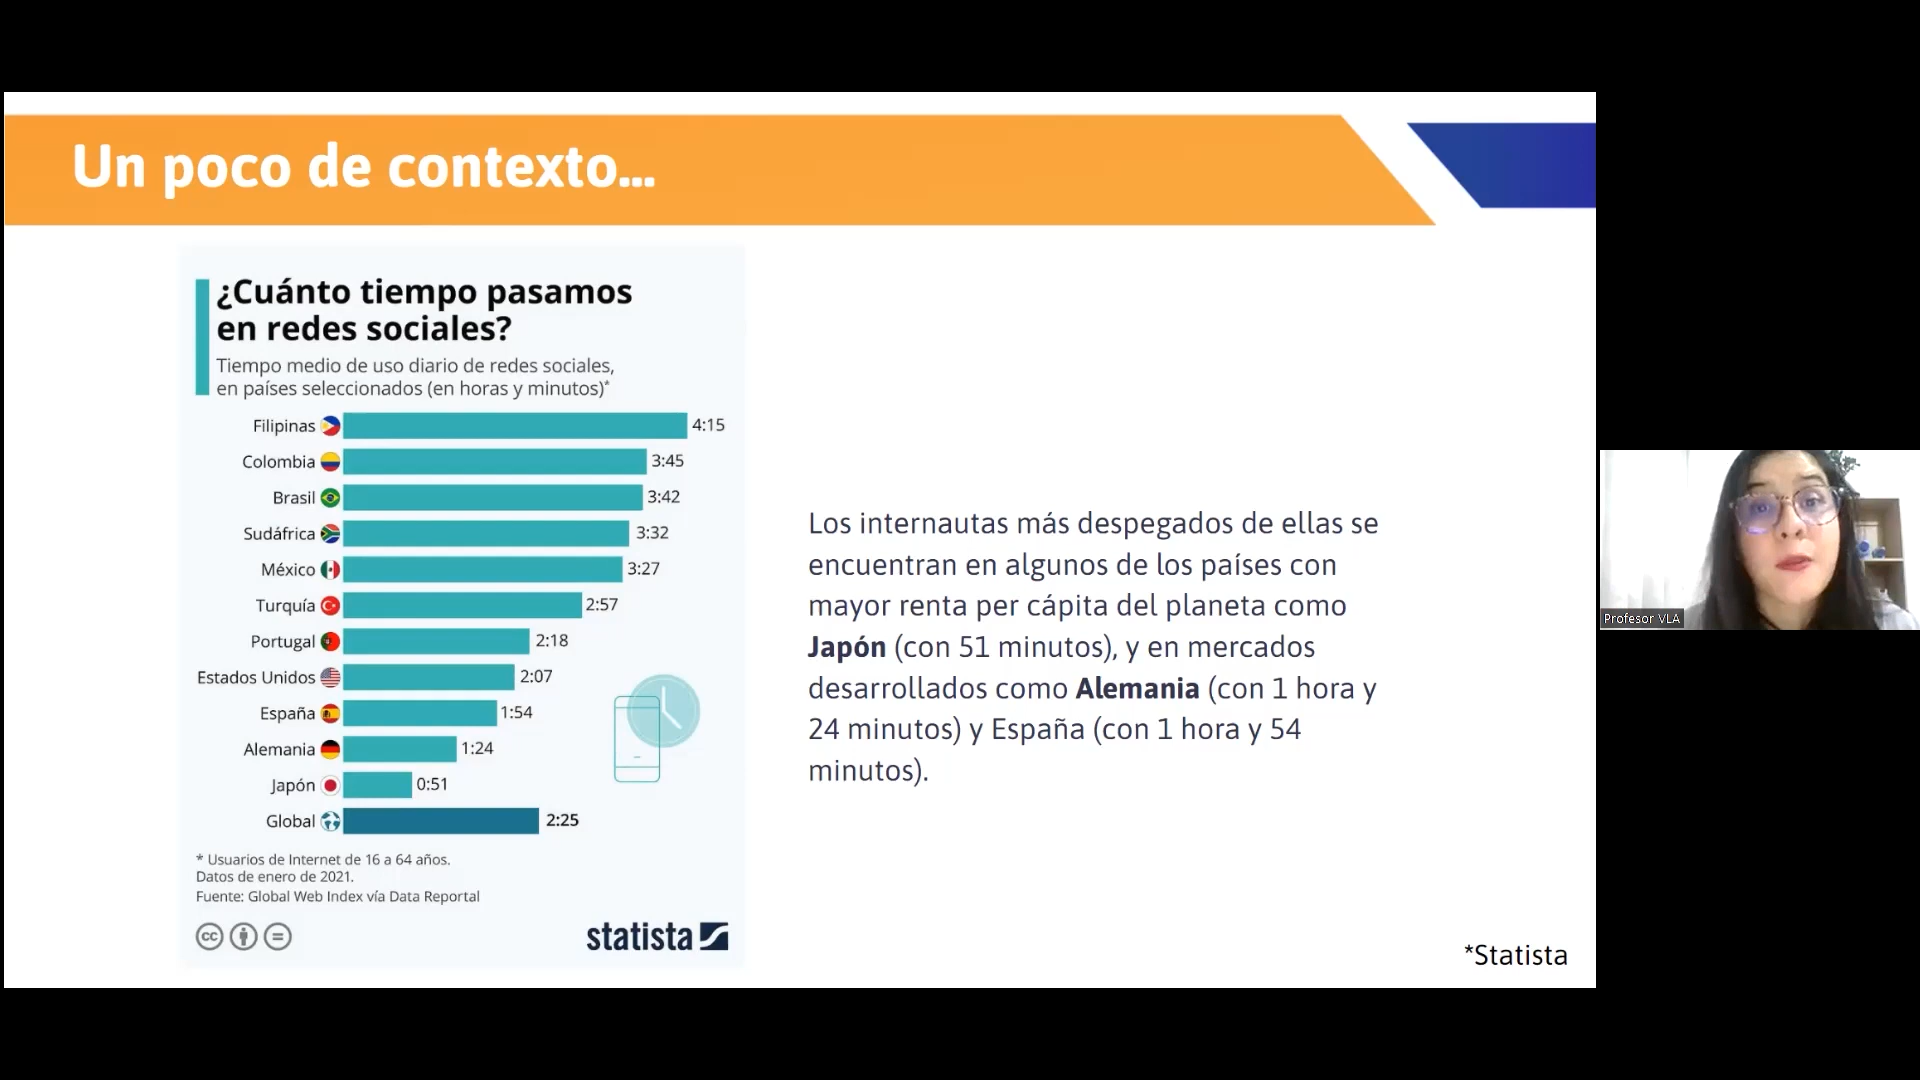 Un poco de contexto...
¿Cuánto tiempo pasamos
en redes sociales?
Tiempo medio de uso diario de redes sociales,
en países seleccionados (en horas y minutos)*
Filipinas 4:15
Colombia 3:45
Brasil 3:42
Sudáfrica 3:32
México 3:27
Turquía 2:57
Portugal 2:18
Estados Unidos 2:07
España 1:54
Alemania 1:24
Japón 0:51
Global 2:25
* Usuarios de Internet de 16 a 64 años.
Datos de enero de 2021.
Fuente: Global Web Index vía Data Reportal
cc
statista
Los internautas más despegados de ellas se
encuentran en algunos de los países con
mayor renta per cápita del planeta como
Japón (con 51 minutos), y en mercados
desarrollados como Alemania (con 1 hora y
24 minutos) y España (con 1 hora y 54
minutos).
*Statista
Profesor VLA